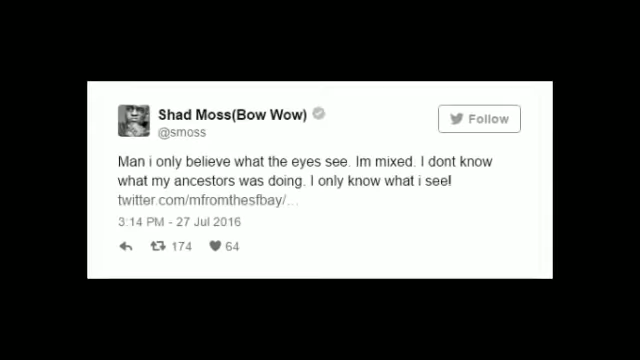 Shad Moss(Bow Wow)
@smoss
Follow
Man i only believe what the eyes see. Im mixed. I dont know
what my ancestors was doing. I only know what i see!
twitter.com/mfromthesfbay/...
3:14 PM - 27 Jul 2016
174 64